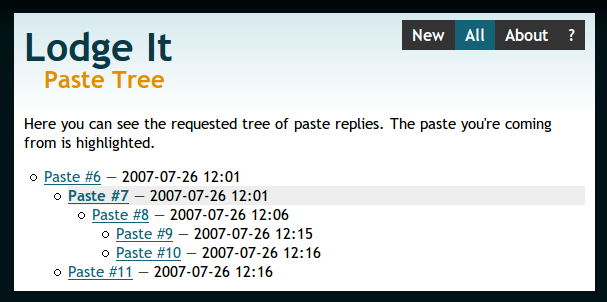 Lodge It
New All About ?
Paste Tree
Here you can see the requested tree of paste replies. The paste you're coming
from is highlighted.
Paste #6 — 2007-07-26 12:01
Paste #7 — 2007-07-26 12:01
Paste #8 — 2007-07-26 12:06
Paste #9 — 2007-07-26 12:15
Paste #10 — 2007-07-26 12:16
Paste #11 — 2007-07-26 12:16